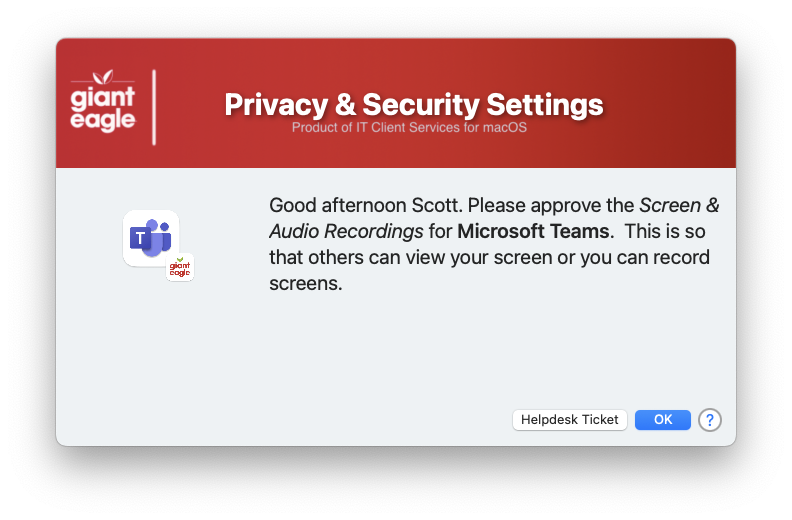 giant
eagle
Privacy & Security Settings
Product of IT Client Services for macOS
Good afternoon Scott. Please approve the Screen &
Audio Recordings for Microsoft Teams.  This is so
that others can view your screen or you can record
screens.
T
giant
eagle
Helpdesk Ticket
OK
?